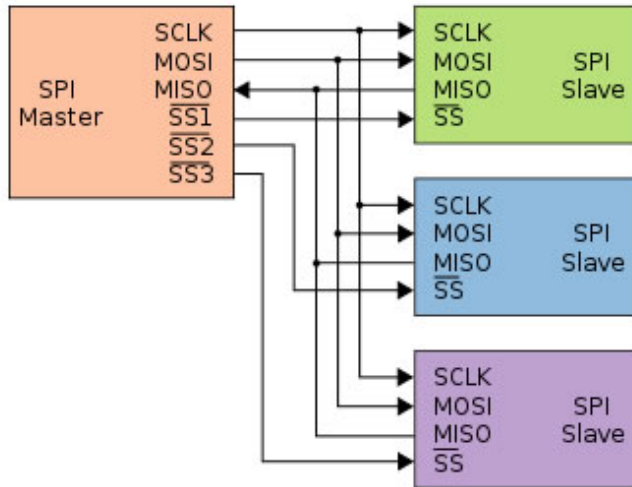 SCLK
MOSI
MISO
SS1
SS2
SS3
SPI
Master
SCLK
MOSI
MISO
SS
SPI
Slave
SCLK
MOSI
MISO
SS
SPI
Slave
SCLK
MOSI
MISO
SS
SPI
Slave